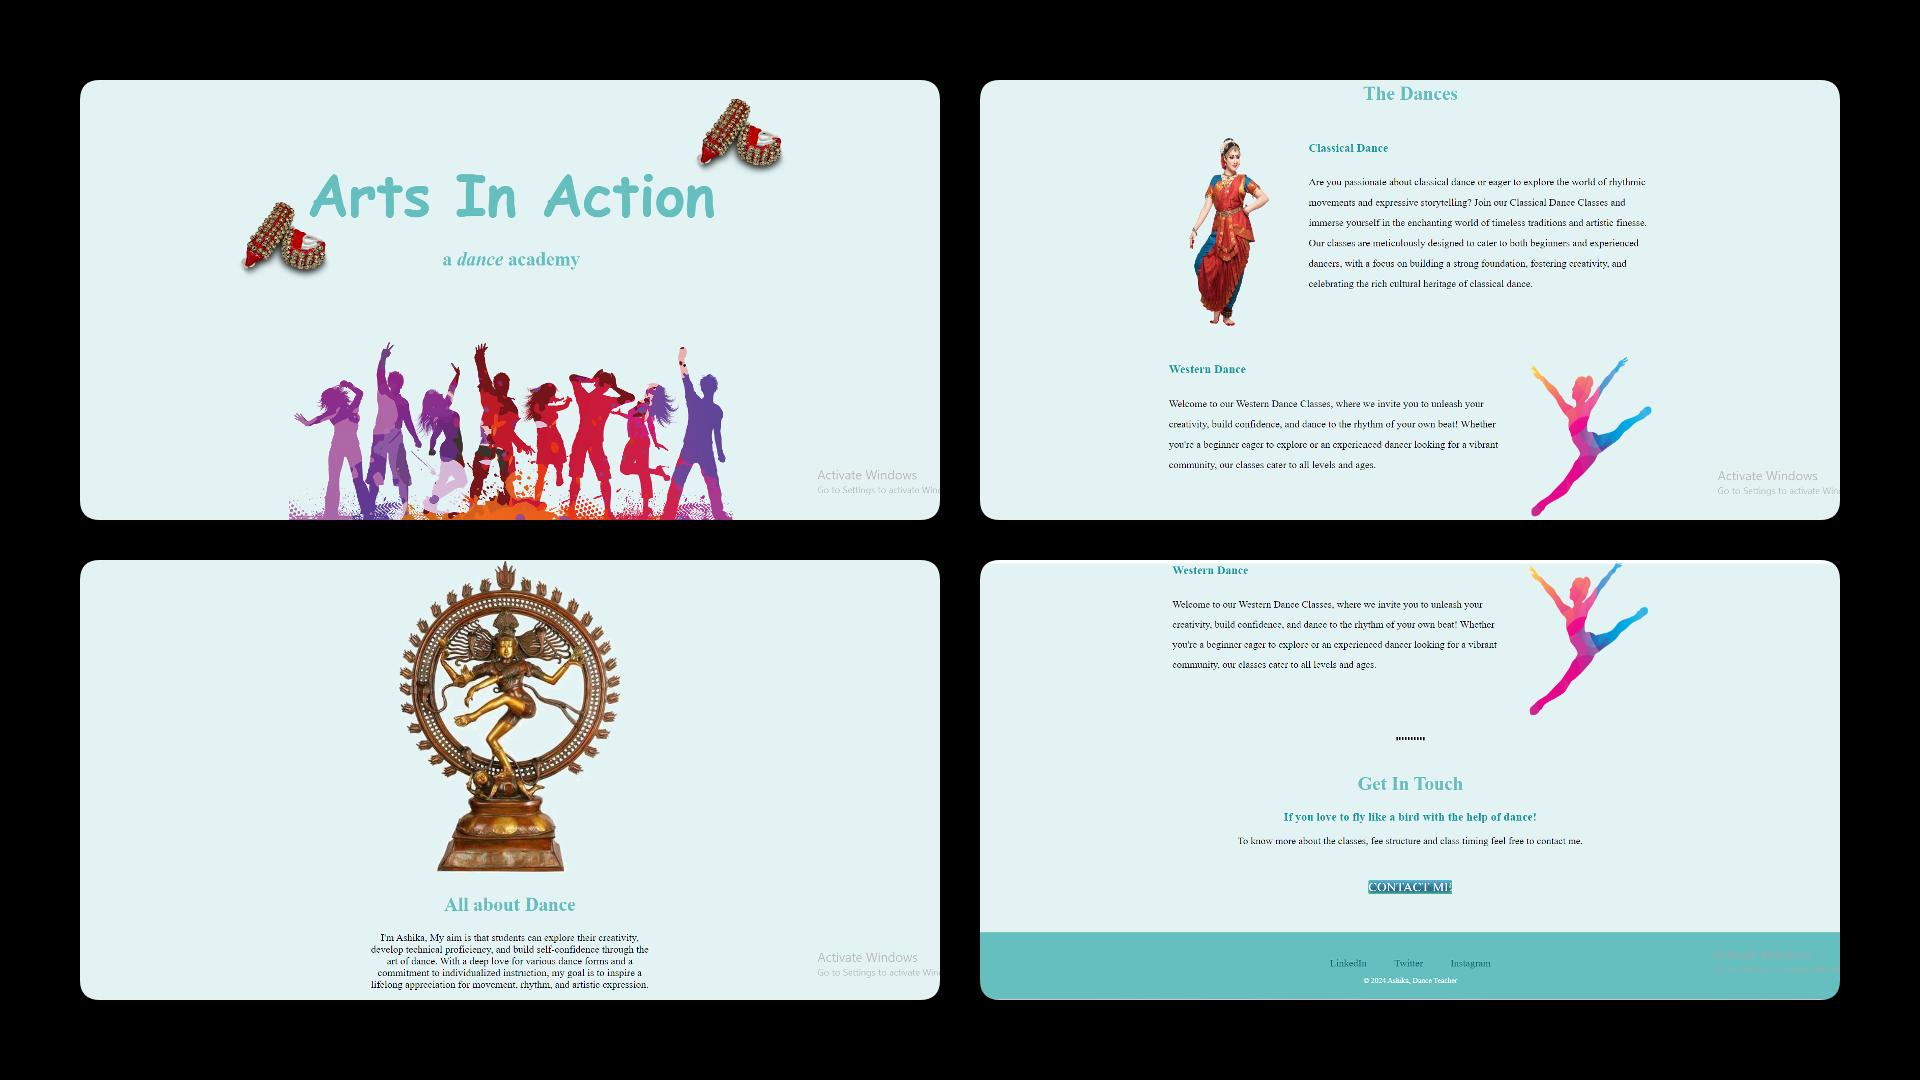 Arts In Action
a dance academy
Activate Windows
Go to Settings to activate Win
The Dances
Classical Dance
Are you passionate about classical dance or eager to explore the world of rhythmic
movements and expressive storytelling? Join our Classical Dance Classes and
immerse yourself in the enchanting world of timeless traditions and artistic finesse.
Our classes are meticulously designed to cater to both beginners and experienced
dancers, with a focus on building a strong foundation, fostering creativity, and
celebrating the rich cultural heritage of classical dance.
Western Dance
Welcome to our Western Dance Classes, where we invite you to unleash your
creativity, build confidence, and dance to the rhythm of your own beat! Whether
you're a beginner eager to explore or an experienced dancer looking for a vibrant
community, our classes cater to all levels and ages.
Activate Windows
Go to Settings to activate Win
All about Dance
I'm Ashika, My aim is that students can explore their creativity,
develop technical proficiency, and build self-confidence through the
art of dance. With a deep love for various dance forms and a
commitment to individualized instruction, my goal is to inspire a
lifelong appreciation for movement, rhythm, and artistic expression.
Activate Windows
Go to Settings to activate Win
Western Dance
Welcome to our Western Dance Classes, where we invite you to unleash your
creativity, build confidence, and dance to the rhythm of your own beat! Whether
you're a beginner eager to explore or an experienced dancer looking for a vibrant
community, our classes cater to all levels and ages.
Get In Touch
If you love to fly like a bird with the help of dance!
To know more about the classes, fee structure and class timing feel free to contact me.
CONTACT ME
LinkedIn Twitter Instagram
© 2024 Ashika, Dance Teacher